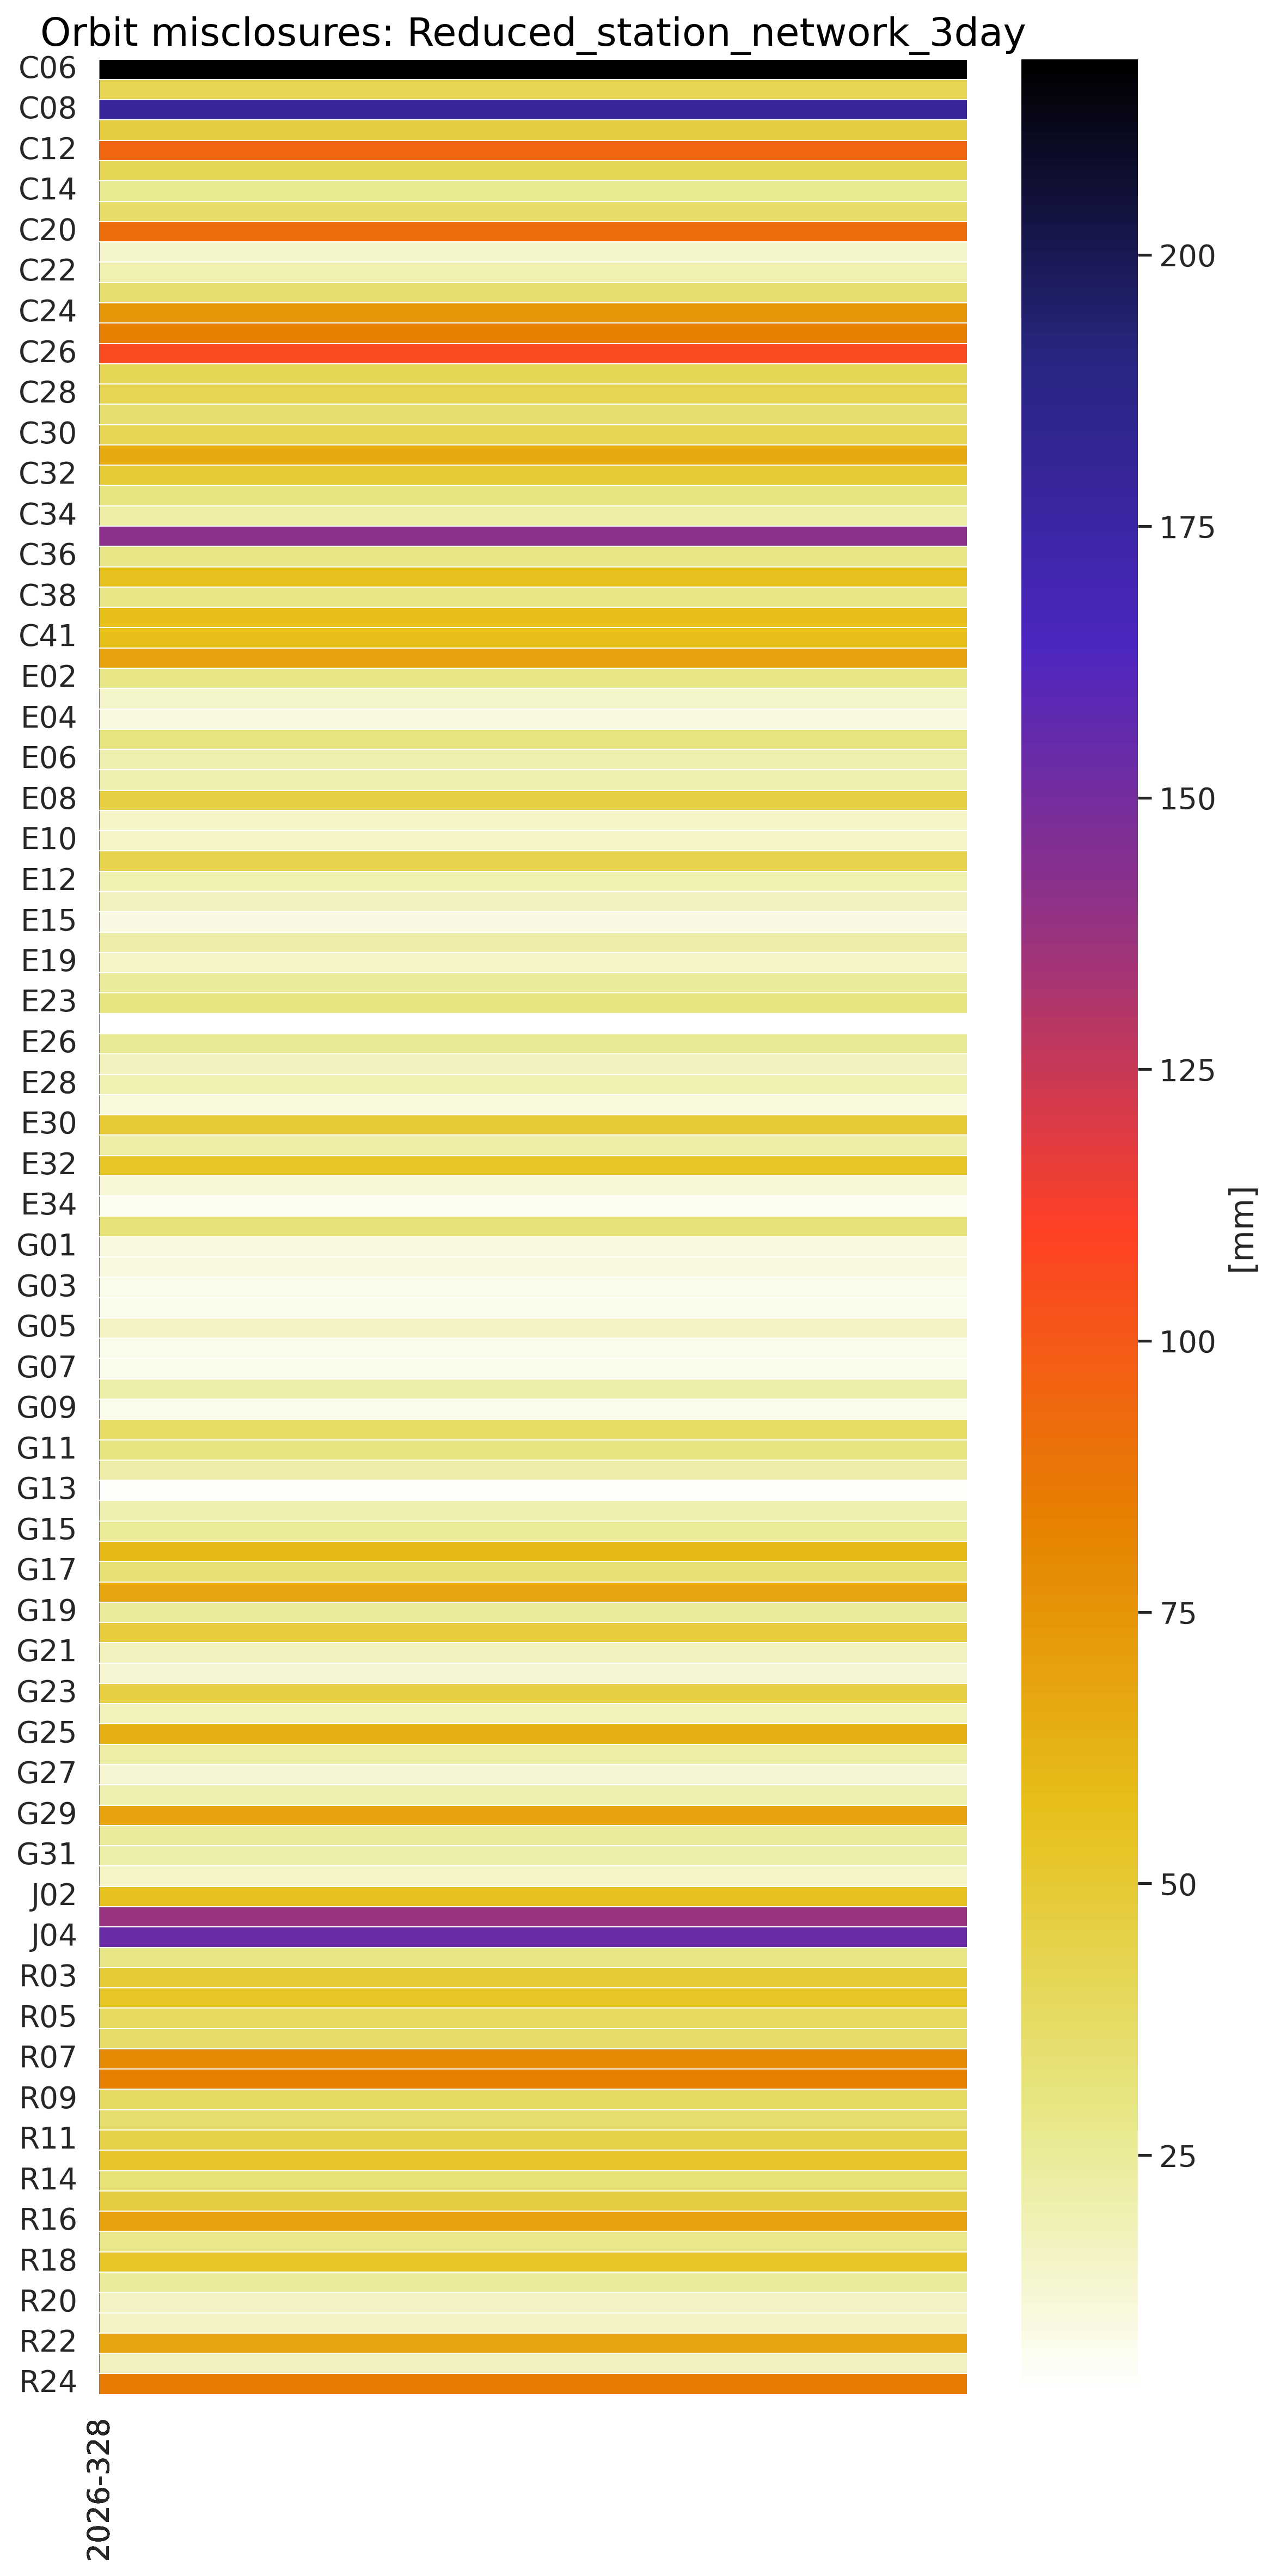 Orbit misclosures: Reduced_station_network_3day
C06
C08
C12
C14
C20
C22
C24
C26
C28
C30
C32
C34
C36
C38
C41
E02
E04
E06
E08
E10
E12
E15
E19
E23
E26
E28
E30
E32
E34
G01
G03
G05
G07
G09
G11
G13
G15
G17
G19
G21
G23
G25
G27
G29
G31
J02
J04
R03
R05
R07
R09
R11
R14
R16
R18
R20
R22
R24
2026-328
200
175
150
125
100
75
50
25
[mm]